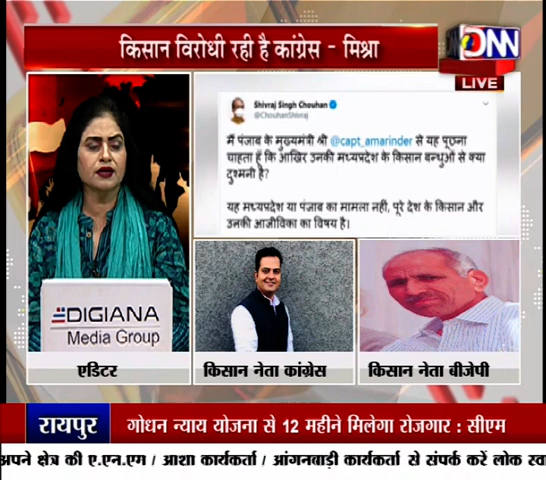 किसान विरोधी रही है कांग्रेस - मिश्रा
DNN
LIVE
Shivraj Singh Chouhan
@ChouhanShivraj
मैं पंजाब के मुख्यमंत्री श्री @capt_amarinder से यह पूछना
चाहता हूँ कि आखिर उनकी मध्यप्रदेश के किसान बन्धुओं से क्या
दुश्मनी है?
यह मध्यप्रदेश या पंजाब का मामला नहीं, पूरे देश के किसान और
उनकी आजीविका का विषय है।
DIGIANA
Media Group
एडिटर
किसान नेता कांग्रेस
किसान नेता बीजेपी
रायपुर
गोधन न्याय योजना से 12 महीने मिलेगा रोजगार : सीएम
अपने क्षेत्र की ए.एन.एम / आशा कार्यकर्ता / आंगनबाड़ी कार्यकर्ता से संपर्क करें लोक स्वा